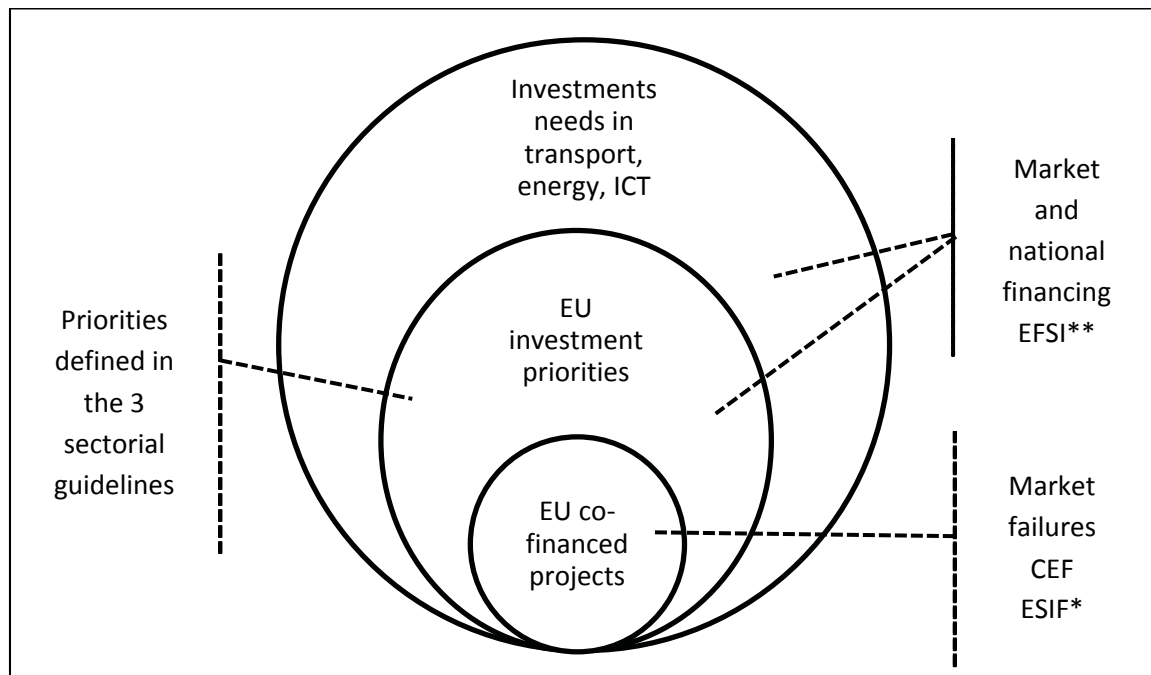 Investments
needs in
transport,
energy, ICT
EU
investment
priorities
EU co-
financed
projects
Priorities
defined in
the 3
sectorial
guidelines
Market
and
national
financing
EFSI**
Market
failures
CEF
ESIF*